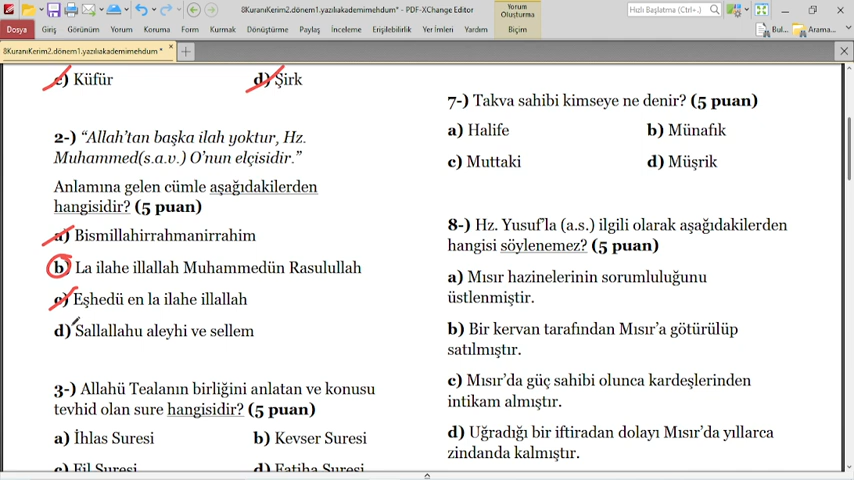 8KuranıKerim2.dönem1.yazılıakademimehdum* - PDF-XChange Editor
Yorum
Oluşturma
Hızlı Başlatma (Ctrl+.)
Dosya
Giriş
Görünüm
Yorum
Koruma
Form
Kurmak
Dönüştürme
Paylaş
İnceleme
Erişilebilirlik
Yer İmleri
Yardım
Biçim
Bul
Arama...
8KuranıKerim2.dönem1.yazılıakademimehdum *
c) Küfür
d) Şirk
2-) “Allah’tan başka ilah yoktur, Hz.
Muhammed(s.a.v.) O’nun elçisidir.”
Anlamına gelen cümle aşağıdakilerden
hangisidir? (5 puan)
a) Bismillahirrahmanirrahim
b) La ilahe illallah Muhammedün Rasulullah
c) Eşhedü en la ilahe illallah
d) Sallallahu aleyhi ve sellem
3-) Allahü Tealanın birliğini anlatan ve konusu
tevhid olan sure hangisidir? (5 puan)
a) İhlas Suresi
b) Kevser Suresi
c) Fil Suresi
d) Fatiha Suresi
7-) Takva sahibi kimseye ne denir? (5 puan)
a) Halife
b) Münafık
c) Muttaki
d) Müşrik
8-) Hz. Yusuf’la (a.s.) ilgili olarak aşağıdakilerden
hangisi söylenemez? (5 puan)
a) Mısır hazinelerinin sorumluluğunu
üstlenmiştir.
b) Bir kervan tarafından Mısır’a götürülüp
satılmıştır.
c) Mısır’da güç sahibi olunca kardeşlerinden
intikam almıştır.
d) Uğradığı bir iftiradan dolayı Mısır’da yıllarca
zindanda kalmıştır.